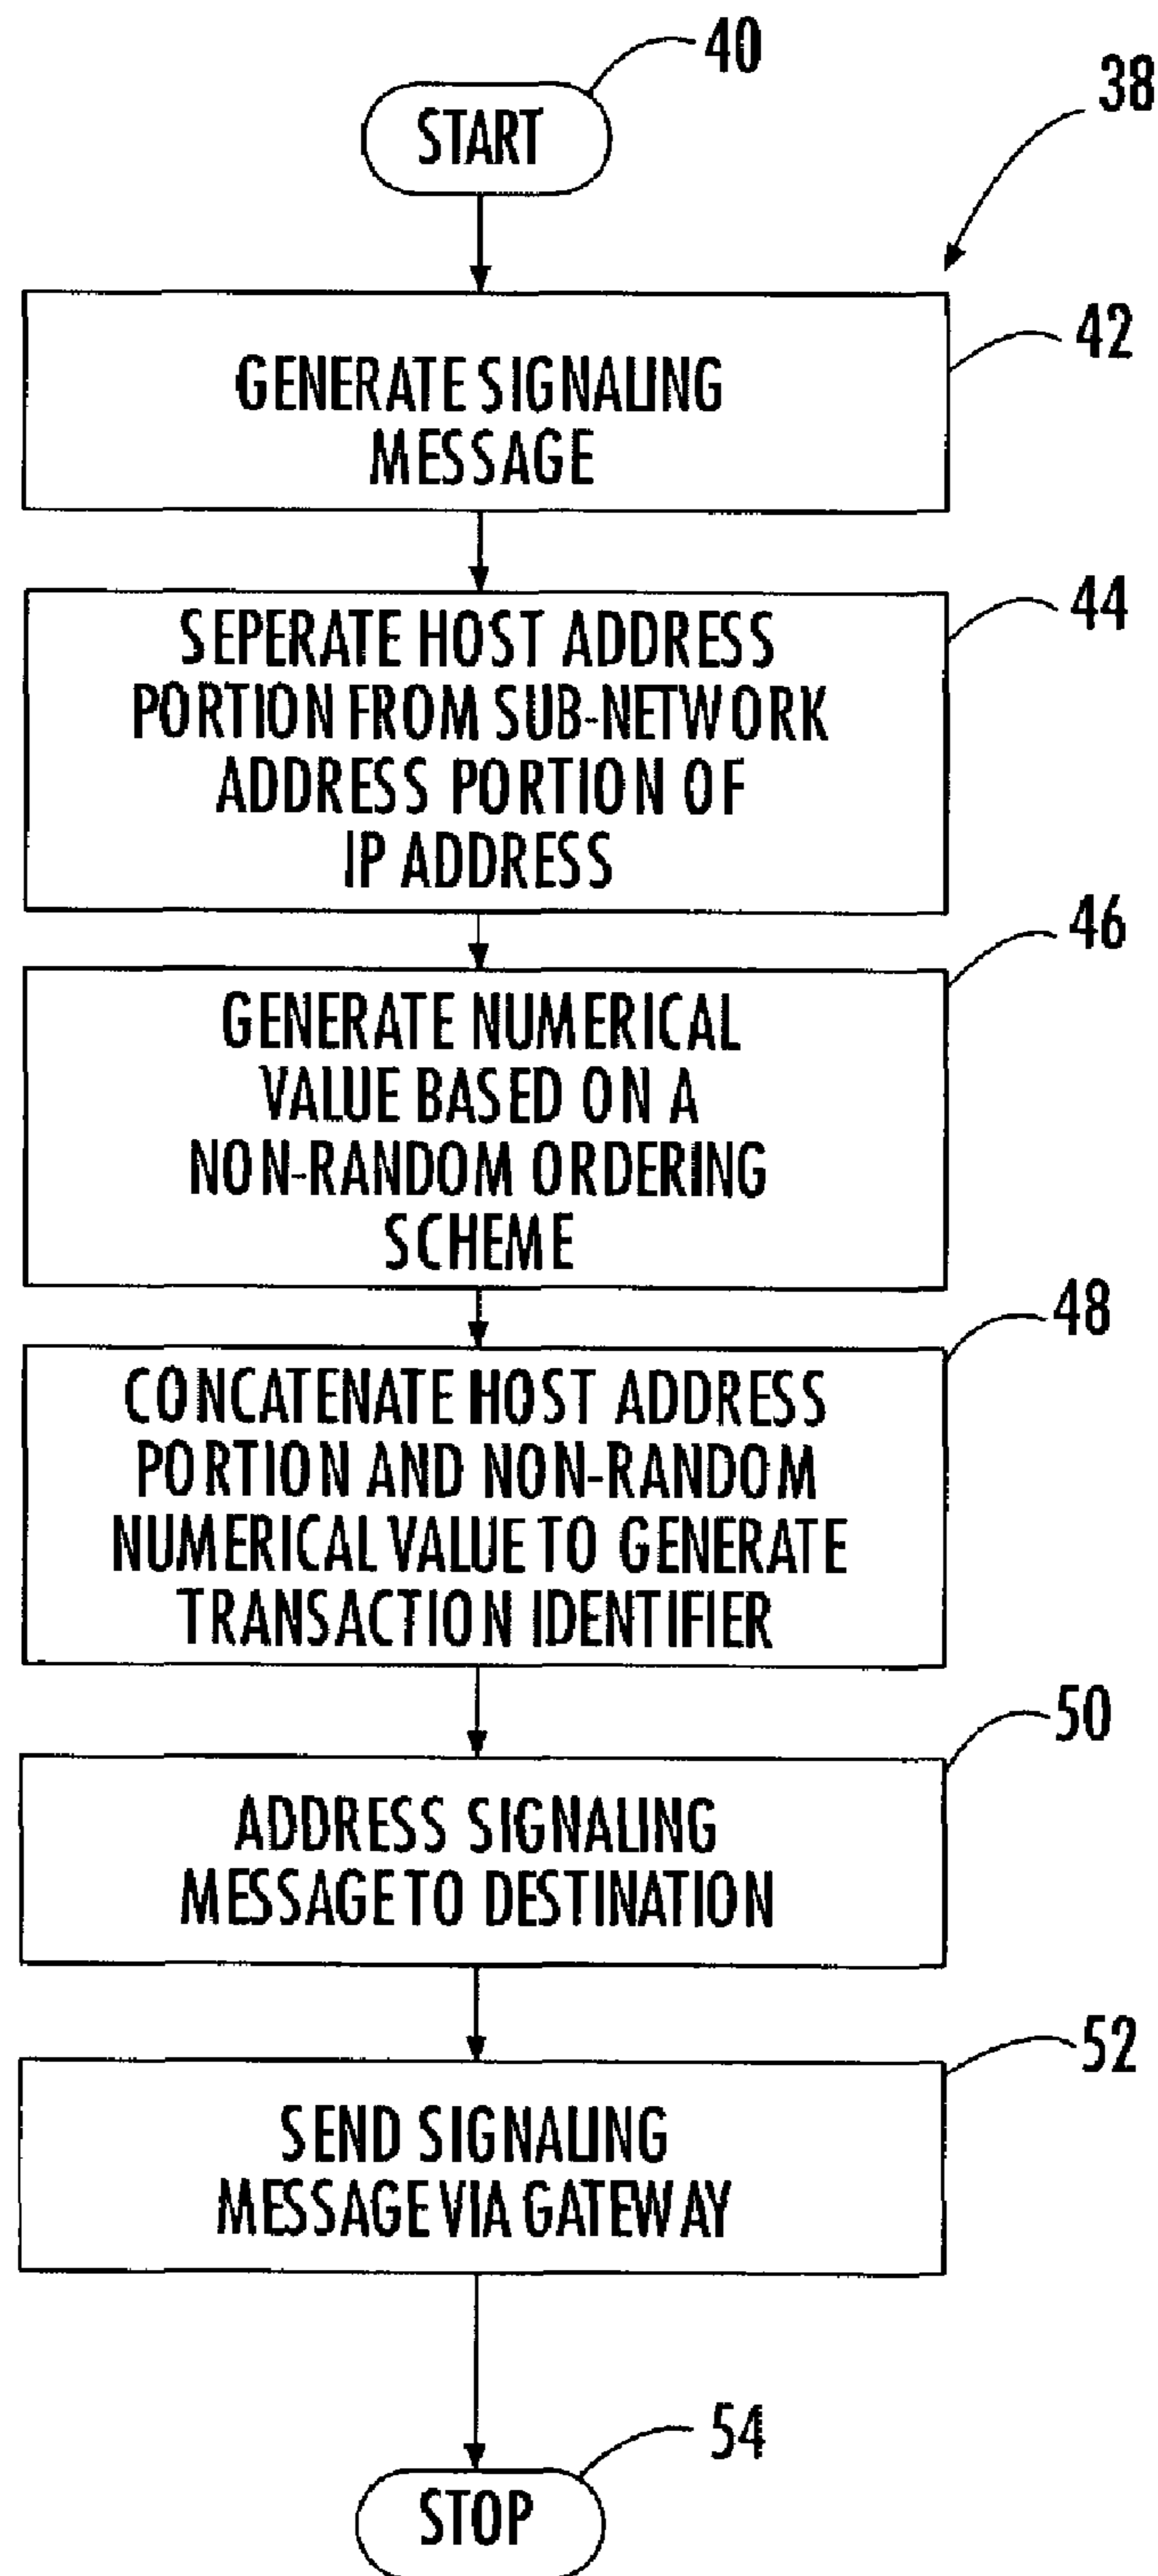 40
START
38
42
GENERATE SIGNALING
MESSAGE
44
SEPERATE HOST ADDRESS
PORTION FROM SUB-NETWORK
ADDRESS PORTION OF
IP ADDRESS
46
GENERATE NUMERICAL
VALUE BASED ON A
NON-RANDOM ORDERING
SCHEME
48
CONCATENATE HOST ADDRESS
PORTION AND NON-RANDOM
NUMERICAL VALUE TO GENERATE
TRANSACTION IDENTIFIER
50
ADDRESS SIGNALING
MESSAGE TO DESTINATION
52
SEND SIGNALING
MESSAGE VIA GATEWAY
54
STOP